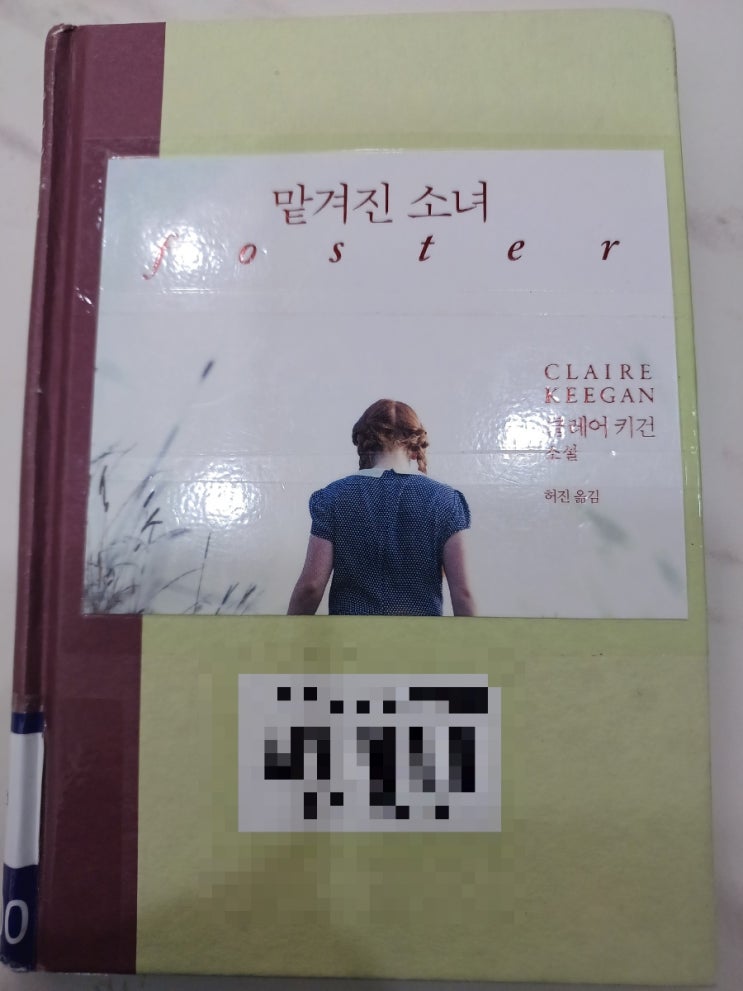 맡겨진 소녀
foster
CLAIRE
KEEGAN
클레어 키건
소설
허진 옮김
0